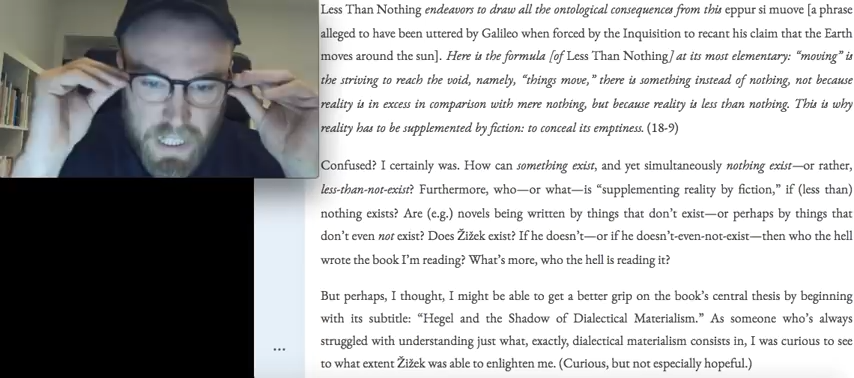 Less Than Nothing endeavors to draw all the ontological consequences from this eppur si muove [a phrase
alleged to have been uttered by Galileo when forced by the Inquisition to recant his claim that the Earth
moves around the sun]. Here is the formula [of Less Than Nothing] at its most elementary: “moving” is
the striving to reach the void, namely, “things move,” there is something instead of nothing, not because
reality is in excess in comparison with mere nothing, but because reality is less than nothing. This is why
reality has to be supplemented by fiction: to conceal its emptiness. (18-9)
Confused? I certainly was. How can something exist, and yet simultaneously nothing exist—or rather,
less-than-not-exist? Furthermore, who—or what—is “supplementing reality by fiction,” if (less than)
nothing exists? Are (e.g.) novels being written by things that don’t exist—or perhaps by things that
don’t even not exist? Does Žižek exist? If he doesn’t—or if he doesn’t-even-not-exist—then who the hell
wrote the book I’m reading? What’s more, who the hell is reading it?
But perhaps, I thought, I might be able to get a better grip on the book’s central thesis by beginning
with its subtitle: “Hegel and the Shadow of Dialectical Materialism.” As someone who’s always
struggled with understanding just what, exactly, dialectical materialism consists in, I was curious to see
to what extent Žižek was able to enlighten me. (Curious, but not especially hopeful.)